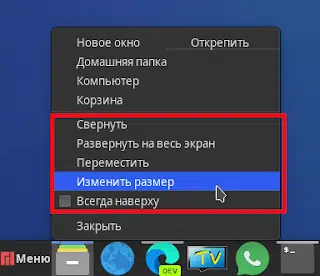 Новое окно Открепить
Домашняя папка
Компьютер
Корзина
Свернуть
Развернуть на весь экран
Переместить
Изменить размер
Всегда наверху
Закрыть
Меню DEV TV $_